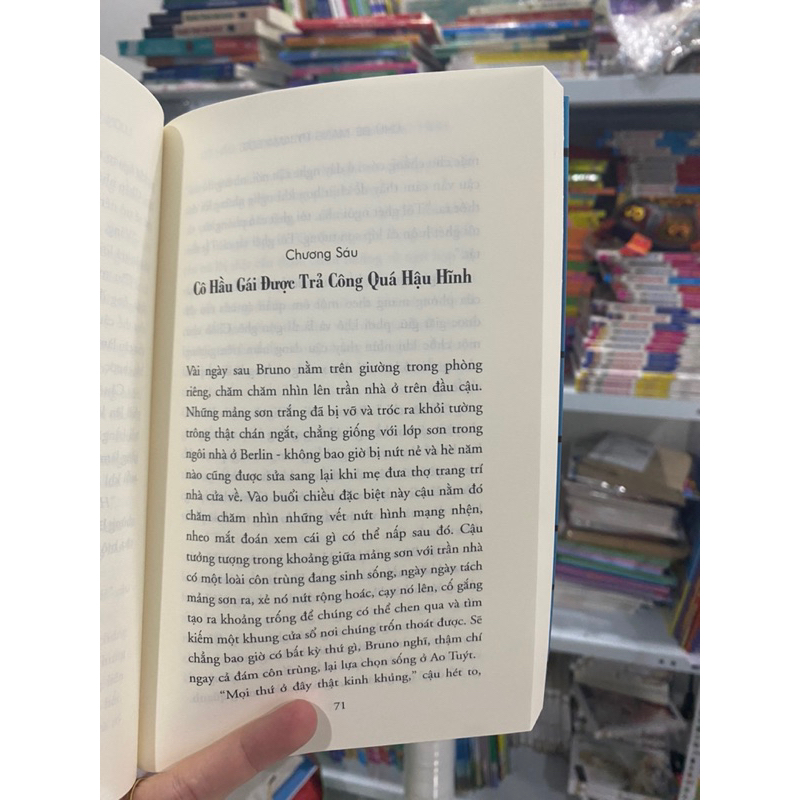 Chương Sáu
Cô Hầu Gái Được Trả Công Quá Hậu Hĩnh
Vài ngày sau Bruno nằm trên giường trong phòng
riêng, chăm chăm nhìn lên trần nhà ở trên đầu cậu.
Những mảng sơn trắng đã bị vỡ và tróc ra khỏi tường
trông thật chán ngắt, chẳng giống với lớp sơn trong
ngôi nhà ở Berlin - không bao giờ bị nứt nẻ và hè năm
nào cũng được sửa sang lại khi mẹ đưa thợ trang trí
nhà cửa về. Vào buổi chiều đặc biệt này cậu nằm đó
chăm chăm nhìn những vết nứt hình mạng nhện,
nheo mắt đoán xem cái gì có thể nấp sau đó. Cậu
tưởng tượng trong khoảng giữa mảng sơn với trần nhà
có một loài côn trùng đang sinh sống, ngày ngày tách
mảng sơn ra, xẻ nó nứt rộng hoác, cạy nó lên, cố gắng
tạo ra khoảng trống để chúng có thể chen qua và tìm
kiếm một khung cửa sổ nơi chúng trốn thoát được. Sẽ
chẳng bao giờ có bất kỳ thứ gì, Bruno nghĩ, thậm chí
ngay cả đám côn trùng, lại lựa chọn sống ở Ao Tuýt.
“Mọi thứ ở đây thật kinh khủng,” cậu hét to,
71